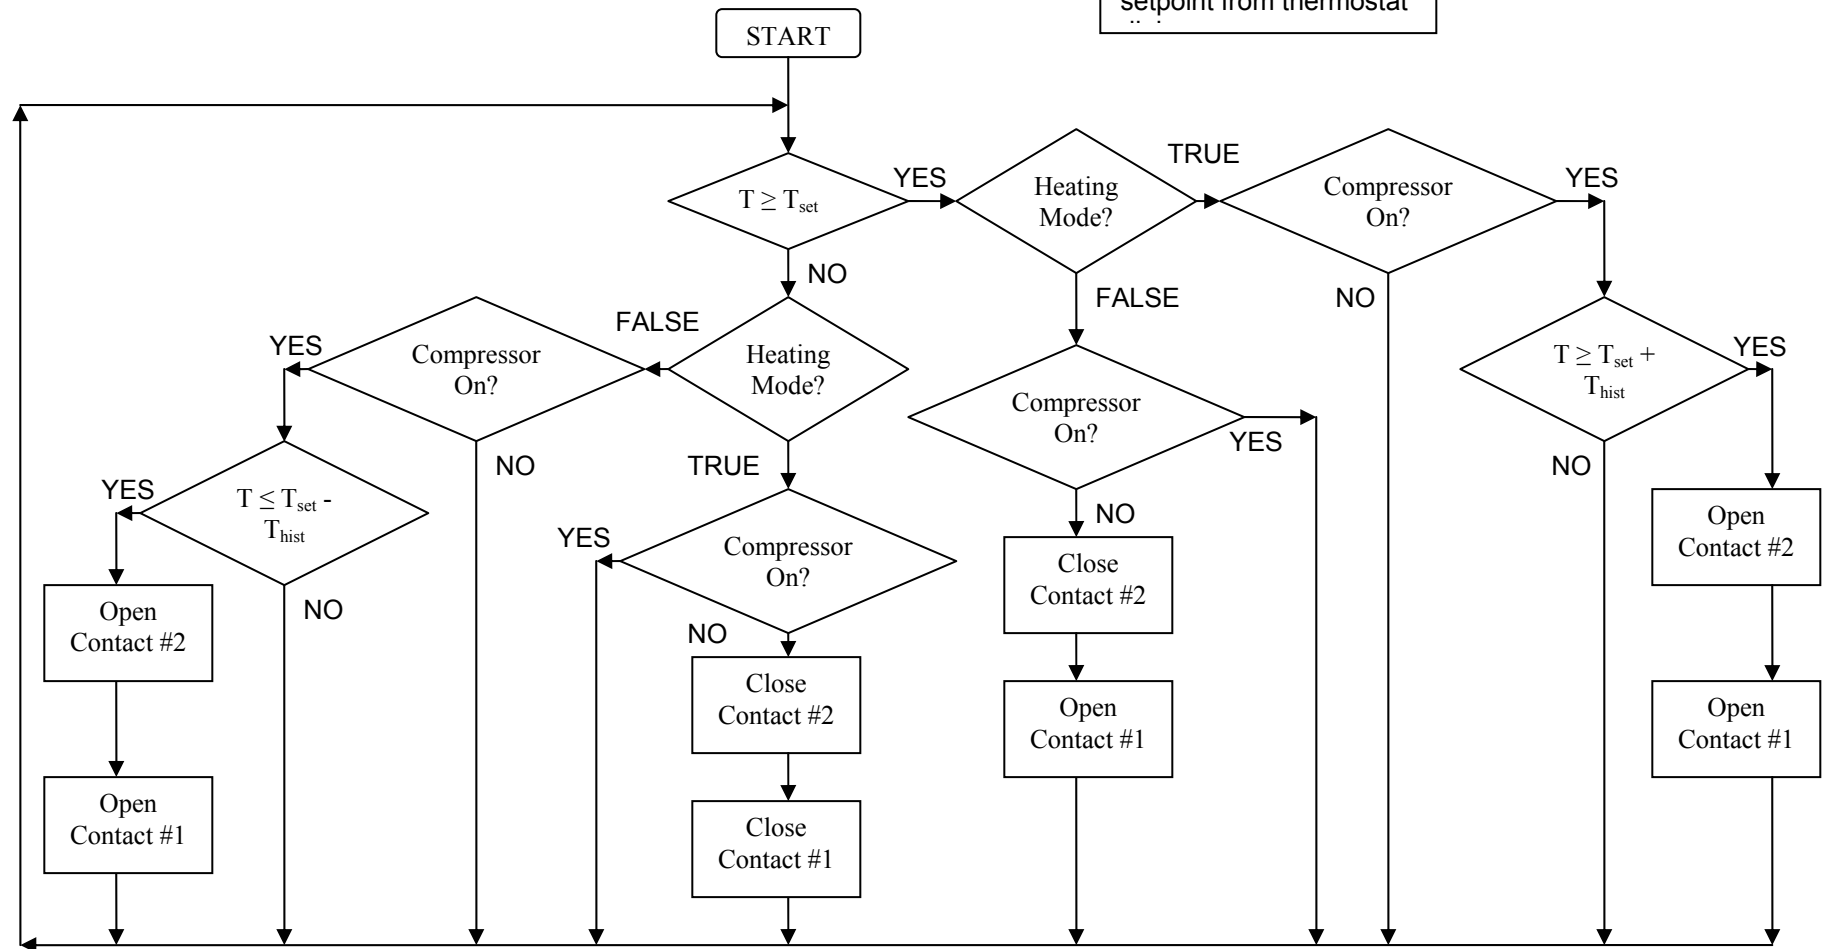 setpoint from thermostat
START
T ≥ Tset
YES
Heating
Mode?
TRUE
Compressor
On?
YES
NO
FALSE
NO
T ≥ Tset +
Thist
YES
NO
Open
Contact #2
Open
Contact #1
Compressor
On?
YES
NO
Close
Contact #2
Open
Contact #1
Heating
Mode?
FALSE
TRUE
Compressor
On?
YES
NO
T ≤ Tset -
Thist
YES
NO
Open
Contact #2
Open
Contact #1
Compressor
On?
YES
NO
Close
Contact #2
Close
Contact #1